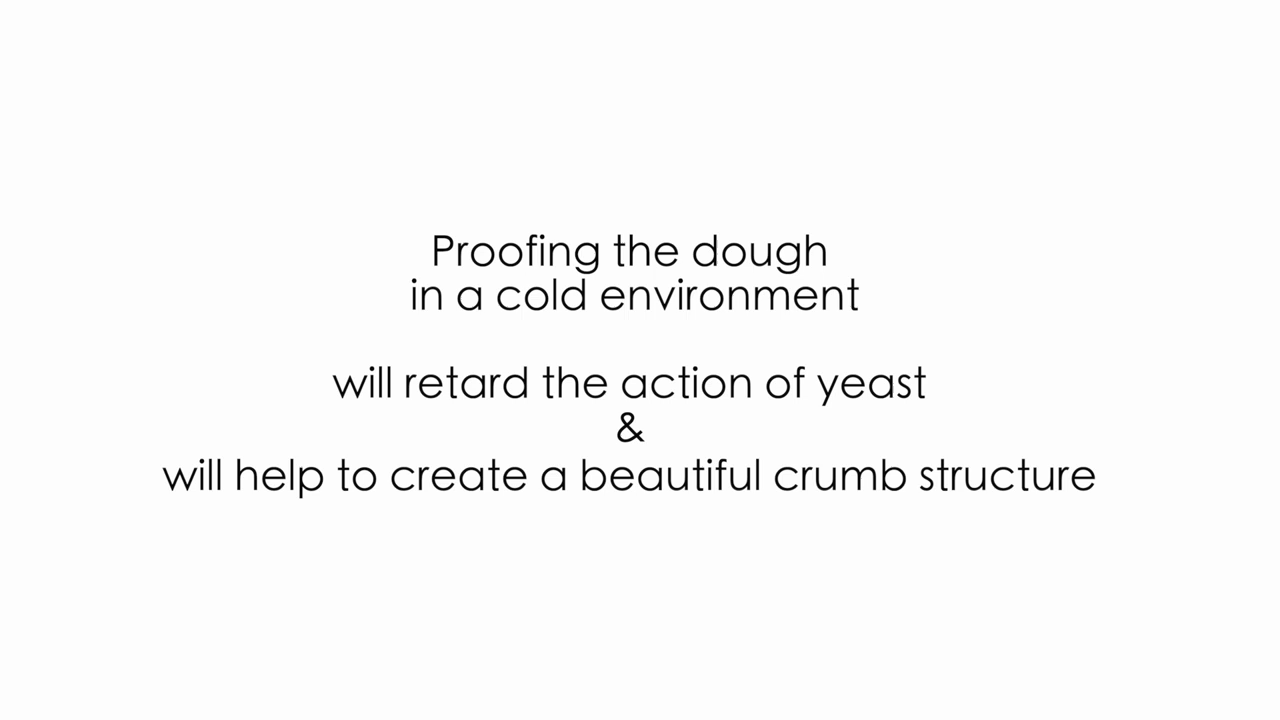 Proofing the dough
in a cold environment
will retard the action of yeast
&
will help to create a beautiful crumb structure